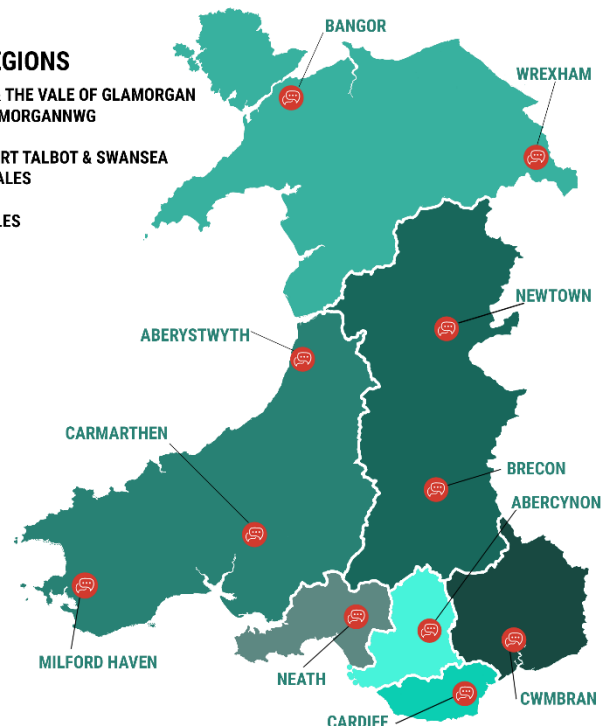 EGIONS
THE VALE OF GLAMORGAN
MORGANNWG
RT TALBOT & SWANSEA
ALES
LES
BANGOR
WREXHAM
NEWTOWN
ABERYSTWYTH
CARMARTHEN
BRECON
ABERCYNON
MILFORD HAVEN
NEATH
CWMBRAN
CARDIFF